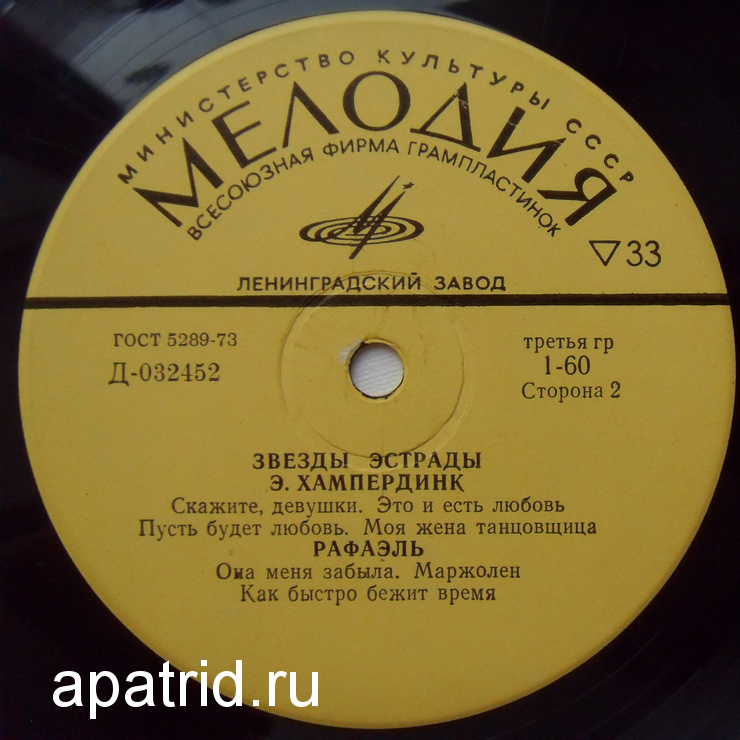 МИНИСТЕРСТВО КУЛЬТУРЫ СССР
МЕЛОДИЯ
ВСЕСОЮЗНАЯ ФИРМА ГРАМПЛАСТИНОК
▽33
ЛЕНИНГРАДСКИЙ ЗАВОД
ГОСТ 5289-73
третья гр
Д-032452
1-60
Сторона 2
ЗВЕЗДЫ ЭСТРАДЫ
Э. ХАМПЕРДИНК
Скажите, девушки. Это и есть любовь
Пусть будет любовь. Моя жена танцовщица
РАФАЭЛЬ
Она меня забыла. Маржолен
Как быстро бежит время
apatrid.ru